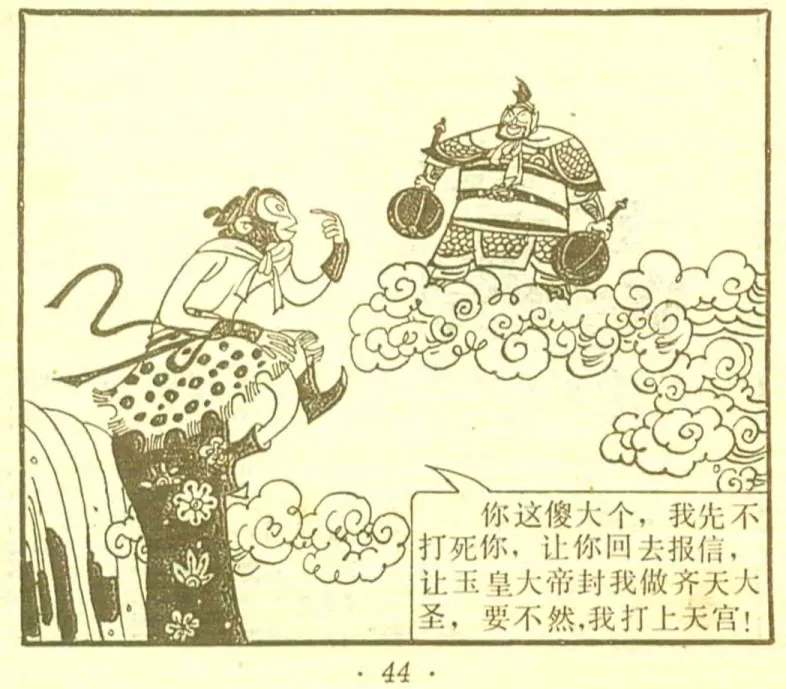 你这傻大个，我先不
打死你，让你回去报信，
让玉皇大帝封我做齐天大
圣，要不然，我打上天宫！
· 44 ·